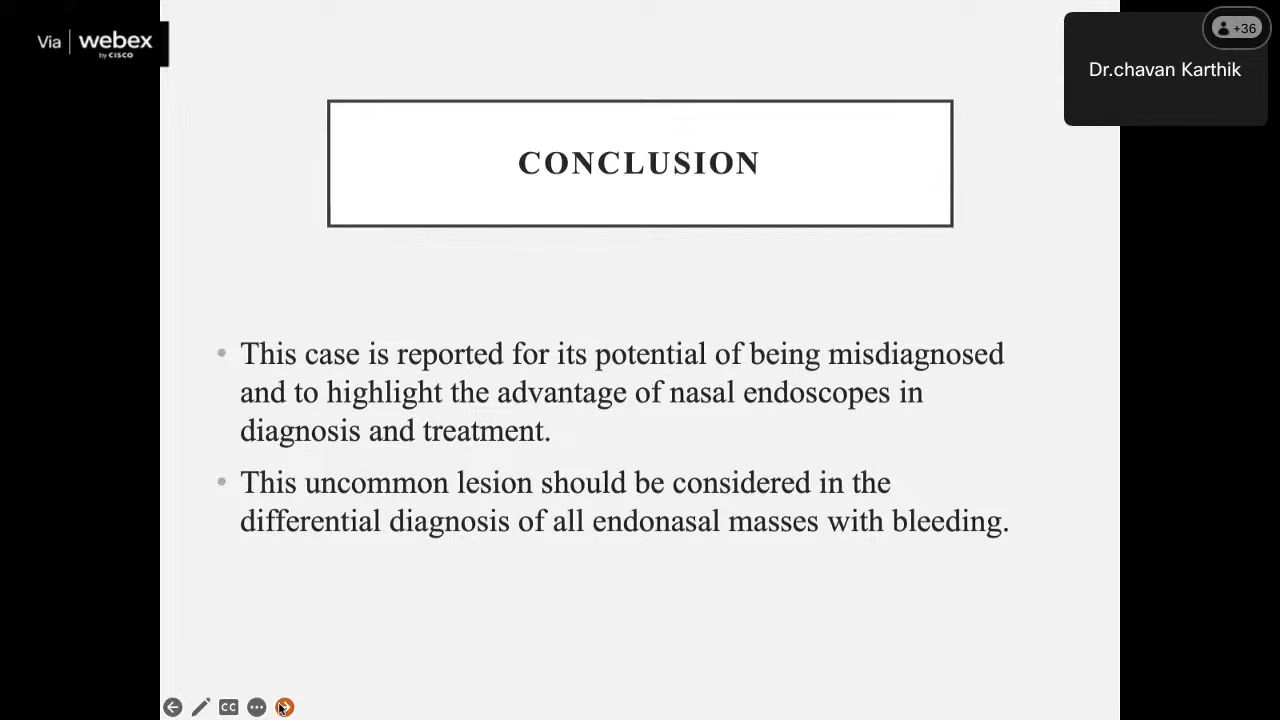 Via webex
by CISCO
+36
Dr.chavan Karthik
CONCLUSION
• This case is reported for its potential of being misdiagnosed
and to highlight the advantage of nasal endoscopes in
diagnosis and treatment.
• This uncommon lesion should be considered in the
differential diagnosis of all endonasal masses with bleeding.
CC